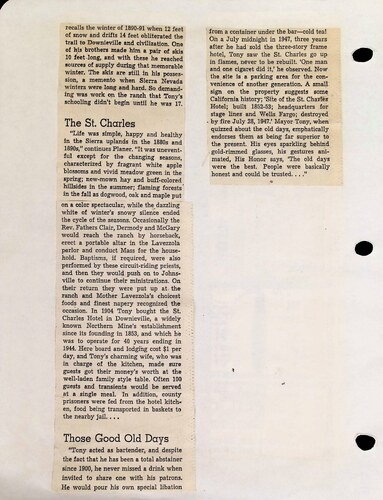 recalls the winter of 1890-91 when 12 feet
of snow and drifts 14 feet obliterated the
trail to Downieville and civilization. One
of his brothers made him a pair of skis
10 feet long, and with these he reached
sources of supply during that memorable
winter. The skis are still in his posses-
sion, a memento when Sierra Nevada
winters were long and hard. So demand-
ing was work on the ranch that Tony's
schooling didn't begin until he was 17.
The St. Charles
"Life was simple, happy and healthy
in the Sierra uplands in the 1880s and
1890s," continues Planer. "It was unevent-
ful except for the changing seasons,
characterized by fragrant white apple
blossoms and vivid meadow green in the
spring; new-mown hay and buff-colored
hillsides in the summer; flaming forests
in the fall as dogwood, oak and maple put
on a color spectacular, while the dazzling
white of winter's snowy silence ended
the cycle of the seasons. Occasionally the
Rev. Fathers Clair, Dermody and McGary
would reach the ranch by horseback,
erect a portable altar in the Lavezzola
parlor and conduct Mass for the house-
hold. Baptisms, if required, were also
performed by these circuit-riding priests,
and then they would push on to Johns-
ville to continue their ministrations. On
their return they were put up at the
ranch and Mother Lavezzola's choicest
foods and finest napery recognized the
occasion. In 1904 Tony bought the St.
Charles Hotel in Downieville, a widely
known Northern Mine's establishment
since its founding in 1853, and which he
was to operate for 40 years ending in
1944. Here board and lodging cost $1 per
day, and Tony's charming wife, who was
in charge of the kitchen, made sure
guests got their money's worth at the
well-laden family style table. Often 100
guests and transients would be served
at a single meal. In addition, county
prisoners were fed from the hotel kitch-
en, food being transported in baskets to
the nearby jail. . . .
Those Good Old Days
"Tony acted as bartender, and despite
the fact that he has been a total abstainer
since 1900, he never missed a drink when
invited to share one with his patrons.
He would pour his own special libation
from a container under the bar—cold tea!
On a July midnight in 1947, three years
after he had sold the three-story frame
hotel, Tony saw the St. Charles go up
in flames, never to be rebuilt. 'One man
and one cigaret did it,' he observed. Now
the site is a parking area for the conven-
ience of another generation. A small
sign on the property suggests some
California history; 'Site of the St. Charles
Hotel; built 1852-53; headquarters for
stage lines and Wells Fargo; destroyed
by fire July 28, 1947.' Mayor Tony, when
quizzed about the old days, emphatically
endorses them as being far superior to
the present. His eyes sparkling behind
gold-rimmed glasses, his gestures ani-
mated, His Honor says, 'The old days
were the best. People were basically
honest and could be trusted. . . ."